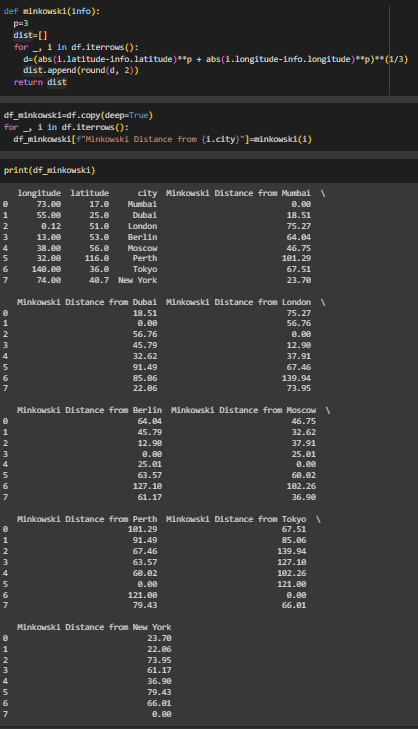 def minkowski(info):
  p=3
  dist=[]
  for _, i in df.iterrows():
    d=(abs(i.latitude-info.latitude)**p + abs(i.longitude-info.longitude)**p)**(1/3)
    dist.append(round(d, 2))
  return dist
df_minkowski=df.copy(deep=True)
for _, i in df.iterrows():
  df_minkowski[f"Minkowski Distance from {i.city}"]=minkowski(i)
print(df_minkowski)
   longitude  latitude      city  Minkowski Distance from Mumbai  \
0      73.00      17.0    Mumbai                            0.00
1      55.00      25.0     Dubai                           18.51
2       0.12      51.0    London                           75.27
3      13.00      53.0    Berlin                           64.04
4      38.00      56.0    Moscow                           46.75
5      32.00     116.0     Perth                          101.29
6     140.00      36.0     Tokyo                           67.51
7      74.00      40.7  New York                           23.70
   Minkowski Distance from Dubai  Minkowski Distance from London  \
0                          18.51                           75.27
1                           0.00                           56.76
2                          56.76                            0.00
3                          45.79                           12.90
4                          32.62                           37.91
5                          91.49                           67.46
6                          85.06                          139.94
7                          22.06                           73.95
   Minkowski Distance from Berlin  Minkowski Distance from Moscow  \
0                           64.04                           46.75
1                           45.79                           32.62
2                           12.90                           37.91
3                            0.00                           25.01
4                           25.01                            0.00
5                           63.57                           60.02
6                          127.10                          102.26
7                           61.17                           36.90
   Minkowski Distance from Perth  Minkowski Distance from Tokyo  \
0                         101.29                          67.51
1                          91.49                          85.06
2                          67.46                         139.94
3                          63.57                         127.10
4                          60.02                         102.26
5                           0.00                         121.00
6                         121.00                           0.00
7                          79.43                          66.01
   Minkowski Distance from New York
0                             23.70
1                             22.06
2                             73.95
3                             61.17
4                             36.90
5                             79.43
6                             66.01
7                              0.00